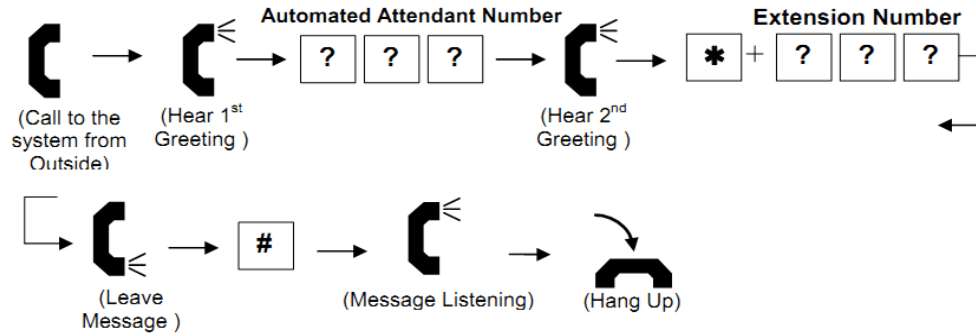 Automated Attendant Number
Extension Number
? ? ? * + ? ? ?
(Call to the
system from
Outside)
(Hear 1st
Greeting )
(Hear 2nd
Greeting )
#
(Leave
Message )
(Message Listening)
(Hang Up)